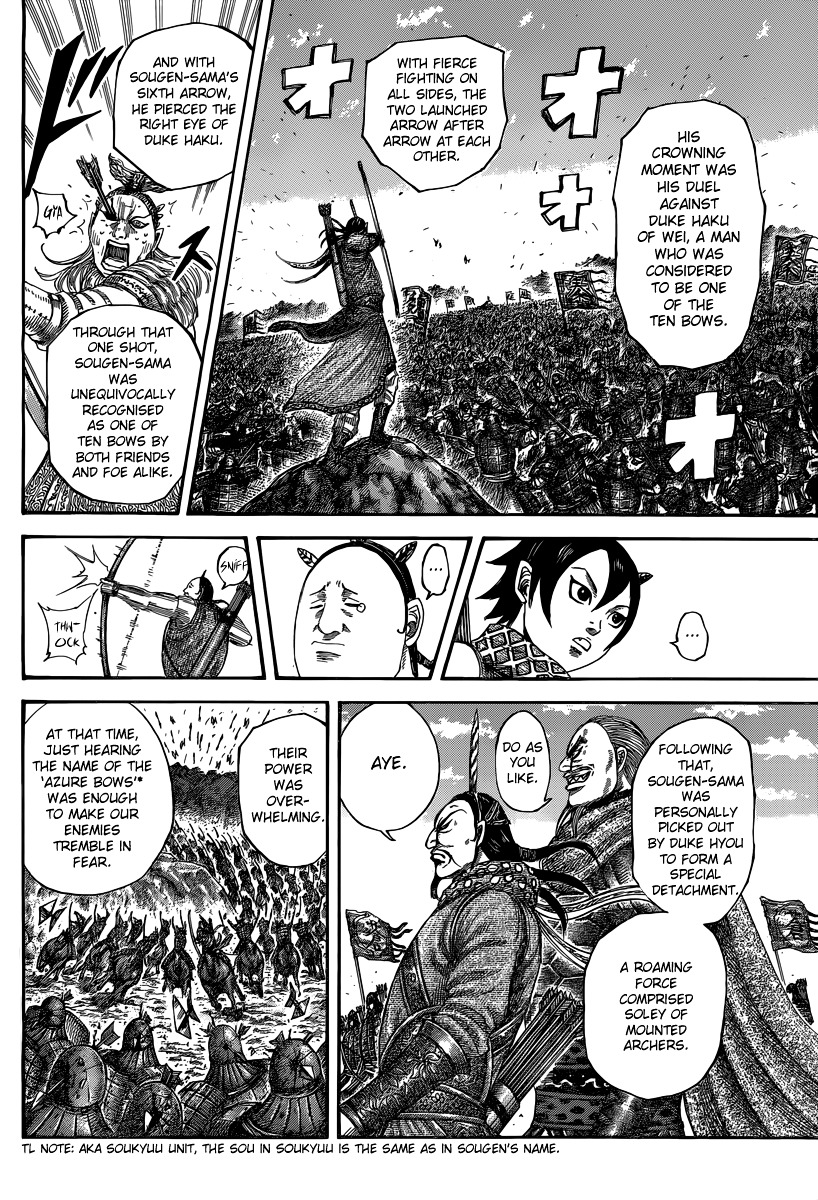 HIS
CROWNING
MOMENT WAS
HIS DUEL
AGAINST
DUKE HAKU
OF WEI, A MAN
WHO WAS
CONSIDERED
TO BE ONE
OF THE
TEN BOWS.
オ
オ
オ
オ
WITH FIERCE
FIGHTING ON
ALL SIDES, THE
TWO LAUNCHED
ARROW AFTER
ARROW AT EACH
OTHER.
AND WITH
SOUGEN-SAMA'S
SIXTH ARROW,
HE PIERCED THE
RIGHT EYE OF
DUKE HAKU.
ドス
GYA
THROUGH THAT
ONE SHOT,
SOUGEN-SAMA
WAS
UNEQUIVOCALLY
RECOGNISED
AS ONE OF
TEN BOWS BY
BOTH FRIENDS
AND FOE ALIKE.
...
...
SNIFF
THN-
OCK
FOLLOWING
THAT,
SOUGEN-SAMA
WAS
PERSONALLY
PICKED OUT
BY DUKE HYOU
TO FORM A
SPECIAL
DETACHMENT.
DO AS
YOU
LIKE.
AYE.
A ROAMING
FORCE
COMPRISED
SOLEY OF
MOUNTED
ARCHERS.
THEIR
POWER
WAS
OVER-
WHELMING.
AT THAT TIME,
JUST HEARING
THE NAME OF THE
'AZURE BOWS'*
WAS ENOUGH
TO MAKE OUR
ENEMIES
TREMBLE IN
FEAR.
TL NOTE: AKA SOUKYUU UNIT, THE SOU IN SOUKYUU IS THE SAME AS IN SOUGEN'S NAME.